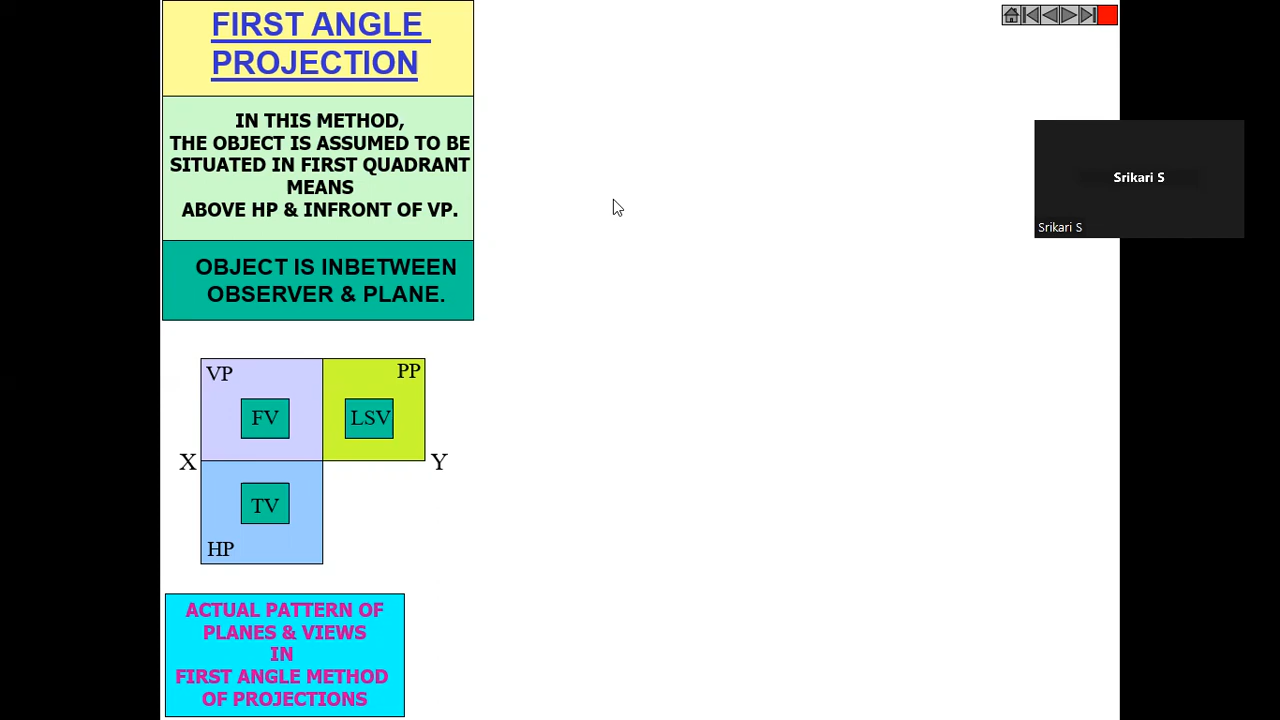 FIRST ANGLE
PROJECTION
IN THIS METHOD,
THE OBJECT IS ASSUMED TO BE
SITUATED IN FIRST QUADRANT
MEANS
ABOVE HP & INFRONT OF VP.
OBJECT IS INBETWEEN
OBSERVER & PLANE.
VP
PP
FV
LSV
X
Y
TV
HP
ACTUAL PATTERN OF
PLANES & VIEWS
IN
FIRST ANGLE METHOD
OF PROJECTIONS
Srikari S
Srikari S